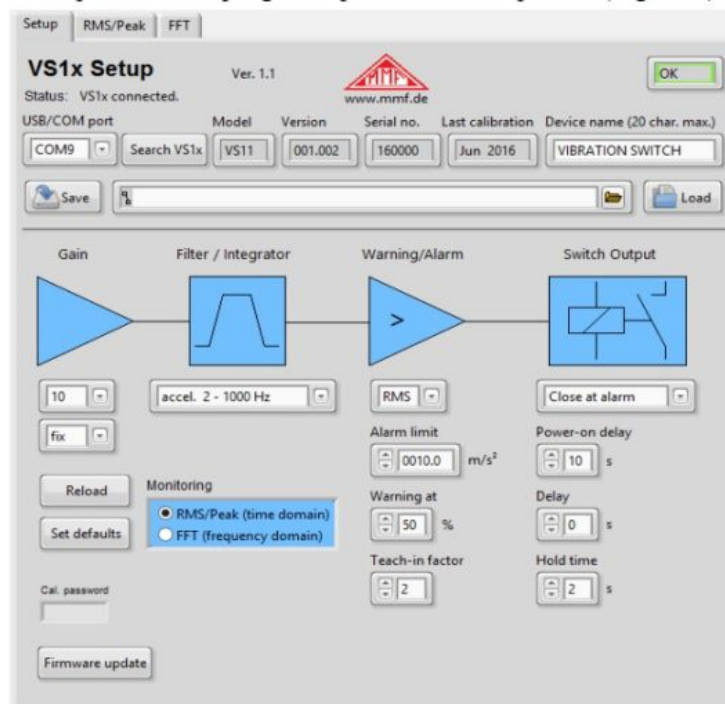 Setup RMS/Peak FFT
VS1x Setup Ver. 1.1 MMF OK
Status: VS1x connected. www.mmf.de
USB/COM port Model Version Serial no. Last calibration Device name (20 char. max.)
COM9 Search VS1x VS11 001.002 160000 Jun 2016 VIBRATION SWITCH
Save Load
Gain Filter / Integrator Warning/Alarm Switch Output
>
10 accel. 2 - 1000 Hz RMS Close at alarm
fix Alarm limit Power-on delay
0010.0 m/s² 10 s
Reload Monitoring Warning at Delay
RMS/Peak (time domain)
Set defaults FFT (frequency domain) 50 % 0 s
Teach-in factor Hold time
2 2 s
Cal. password
Firmware update